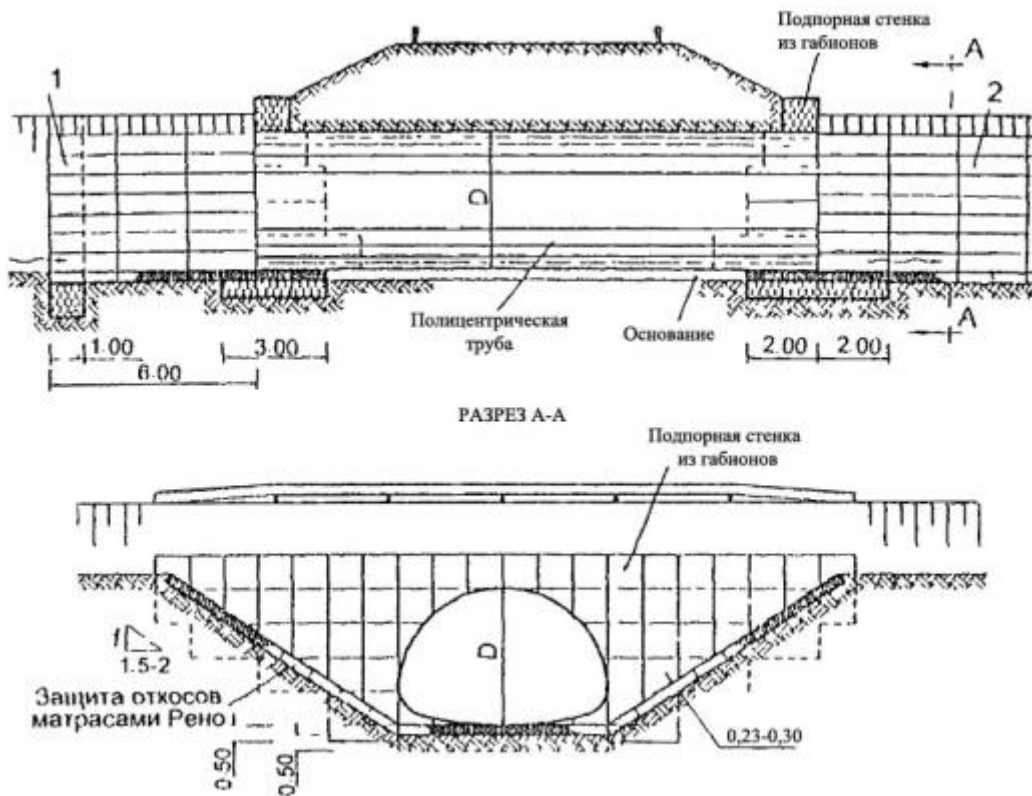 Подпорная стенка
из габионов
A
1
2
D
Полицентрическая
труба
Основание
A
1.00
3.00
2.00
2.00
6.00
РАЗРЕЗ А-А
Подпорная стенка
из габионов
D
1
1.5-2
Защита откосов
матрасами Рено
0,23-0,30
0.50
0.50